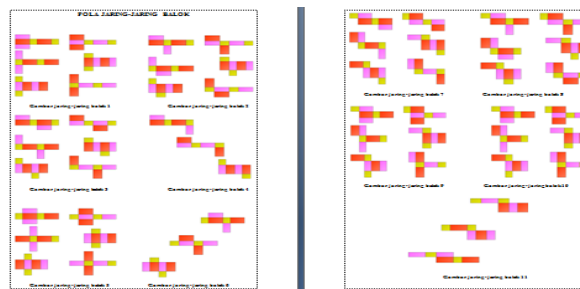 POLA JARING-JARING BALOK
Gambar jaring-jaring balok 1
Gambar jaring-jaring balok 2
Gambar jaring-jaring balok 3
Gambar jaring-jaring balok 4
Gambar jaring-jaring balok 5
Gambar jaring-jaring balok 6
Gambar jaring-jaring balok 7
Gambar jaring-jaring balok 8
Gambar jaring-jaring balok 9
Gambar jaring-jaring balok10
Gambar jaring-jaring balok 11